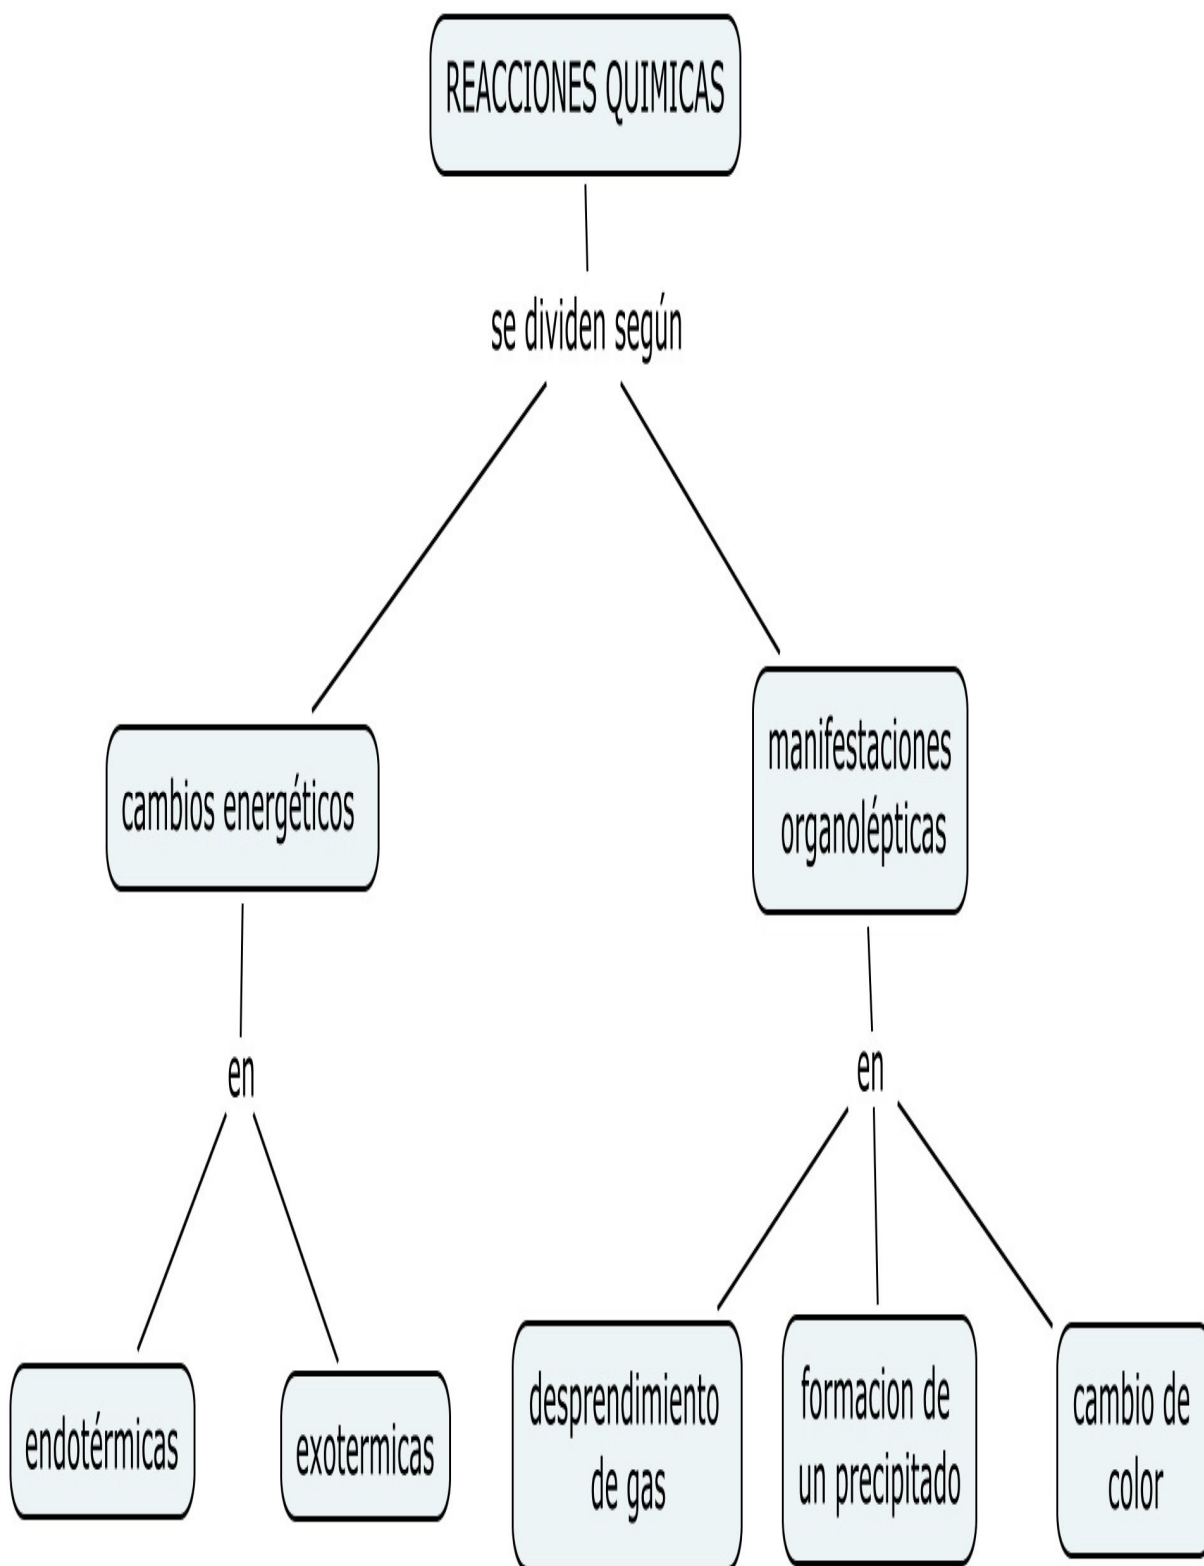 REACCIONES QUIMICAS
se dividen según
cambios energéticos
manifestaciones
organolépticas
en
en
endotérmicas
exotermicas
desprendimiento
de gas
formacion de
un precipitado
cambio de
color